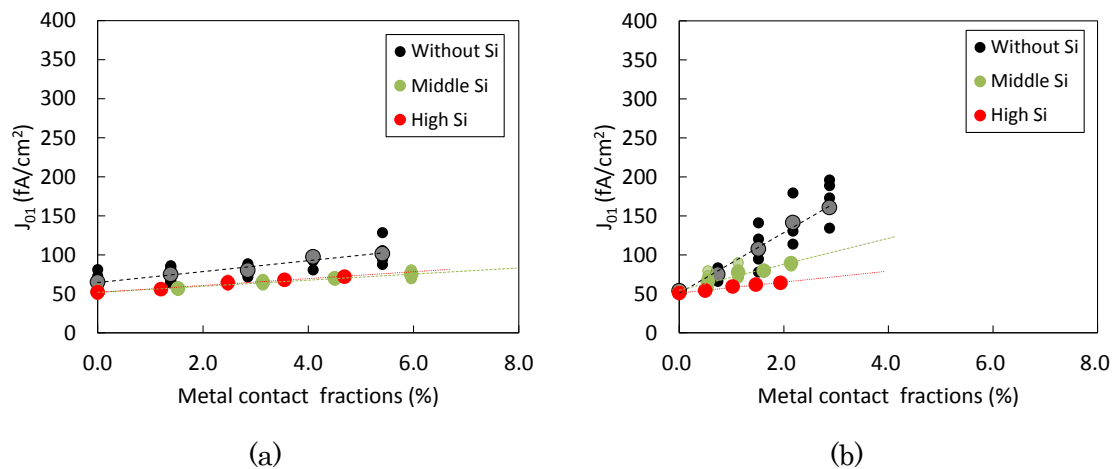 400
350
300
250
200
150
100
50
0
J01 (fA/cm2)
Without Si
Middle Si
High Si
0.0 2.0 4.0 6.0 8.0
Metal contact fractions (%)
(a)
400
350
300
250
200
150
100
50
0
J01 (fA/cm2)
Without Si
Middle Si
High Si
0.0 2.0 4.0 6.0 8.0
Metal contact fractions (%)
(b)